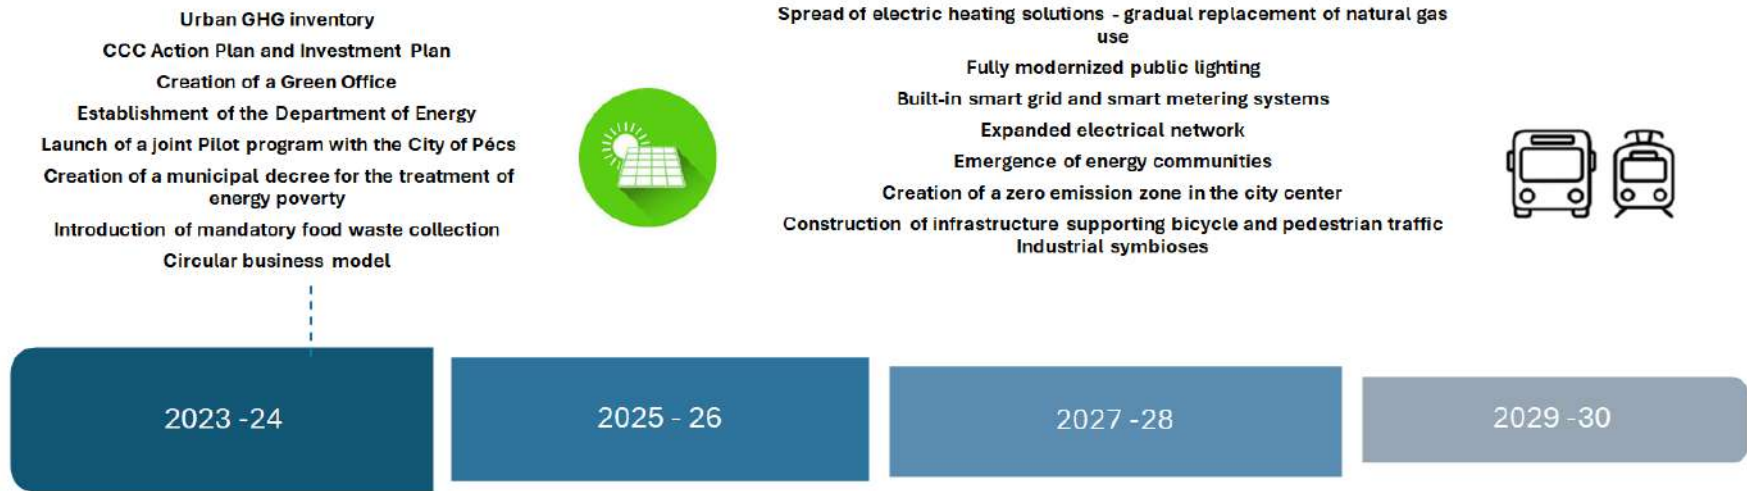 Urban GHG inventory
CCC Action Plan and Investment Plan
Creation of a Green Office
Establishment of the Department of Energy
Launch of a joint Pilot program with the City of Pécs
Creation of a municipal decree for the treatment of
energy poverty
Introduction of mandatory food waste collection
Circular business model
Spread of electric heating solutions - gradual replacement of natural gas
use
Fully modernized public lighting
Built-in smart grid and smart metering systems
Expanded electrical network
Emergence of energy communities
Creation of a zero emission zone in the city center
Construction of infrastructure supporting bicycle and pedestrian traffic
Industrial symbioses
2023 -24
2025 - 26
2027 -28
2029 -30